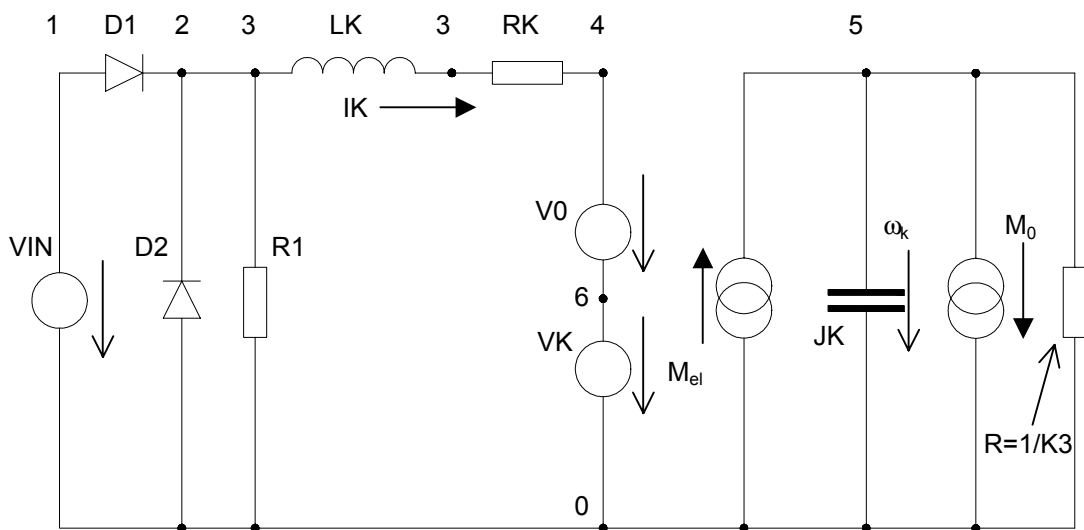 1 D1 2 3 LK 3 RK 4 5
IK
V0
ωk M0
VIN D2 R1
6
VK JK
Mel
R=1/K3
0